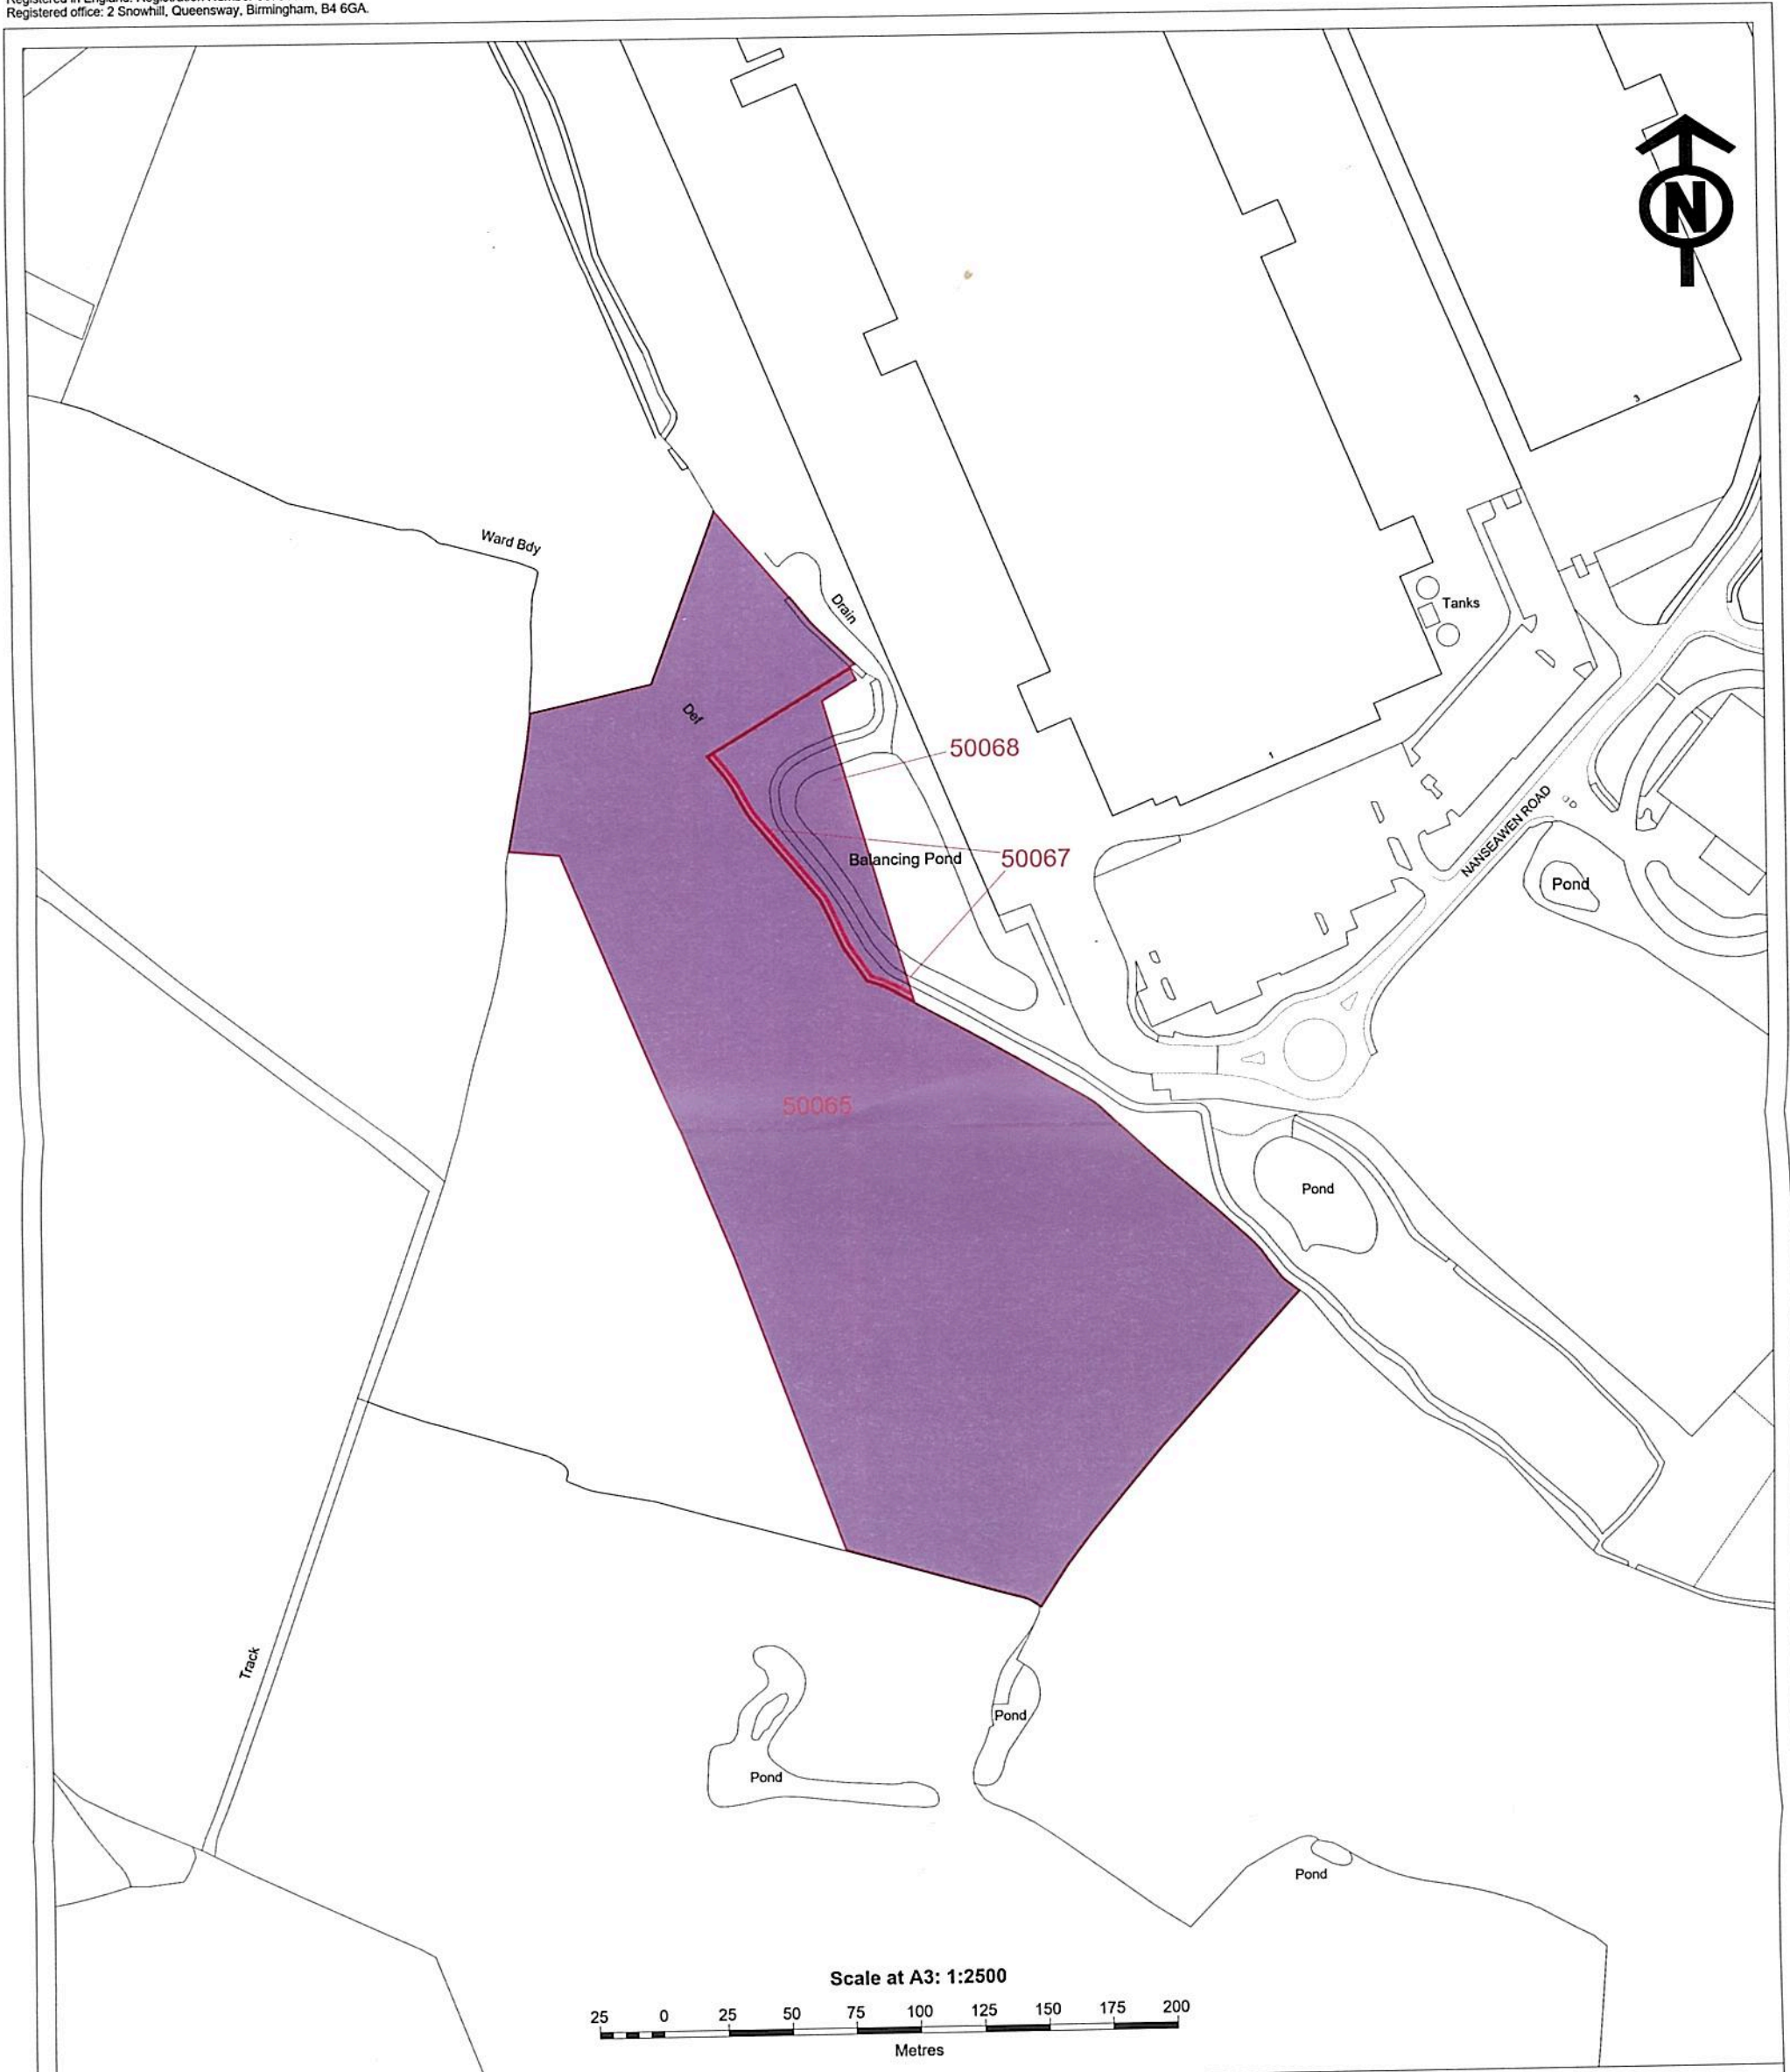 Registered office: 2 Snowhill, Queensway, Birmingham, B4 6GA.
N
3
Ward Bdy
Drain
Tanks
Def
50068
1
NANSEAWEN ROAD
Balancing Pond
50067
Pond
50065
Pond
Track
Pond
Pond
Pond
Scale at A3: 1:2500
25 0 25 50 75 100 125 150 175 200
Metres